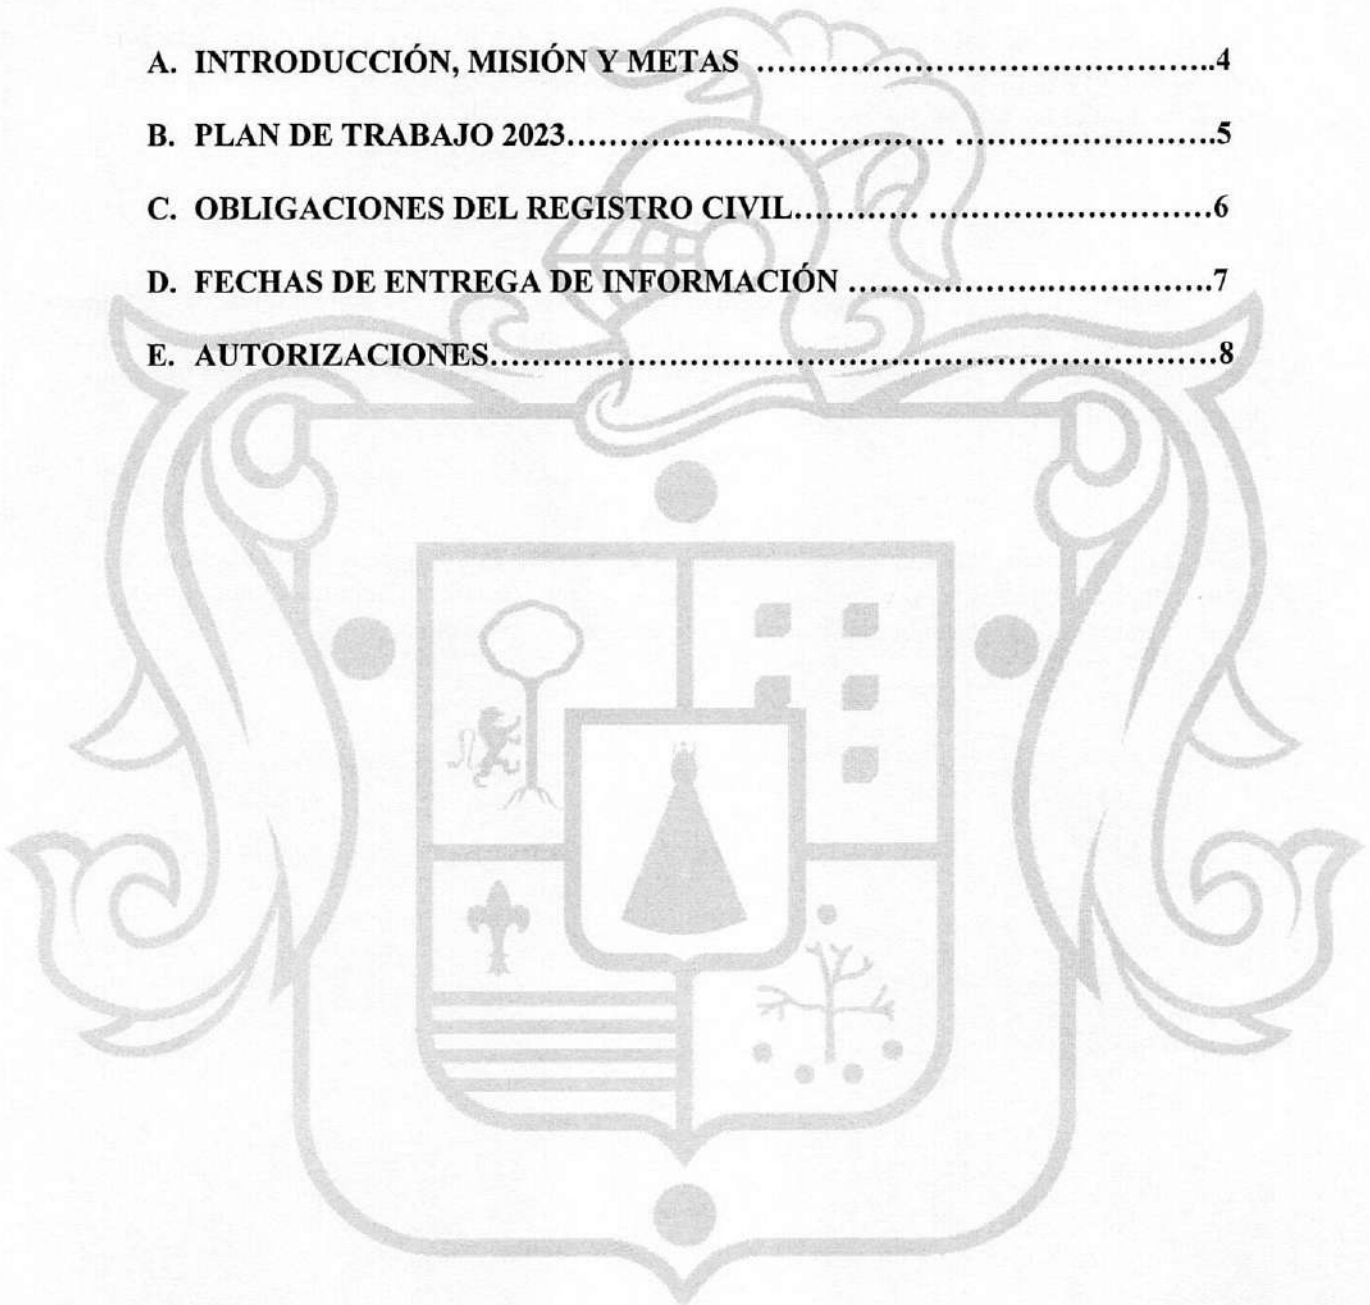 A. INTRODUCCIÓN, MISIÓN Y METAS ……………………………………..4
B. PLAN DE TRABAJO 2023……………………………… …………………….5
C. OBLIGACIONES DEL REGISTRO CIVIL………… ………………………6
D. FECHAS DE ENTREGA DE INFORMACIÓN ……………………………..7
E. AUTORIZACIONES……………………………………………………………8